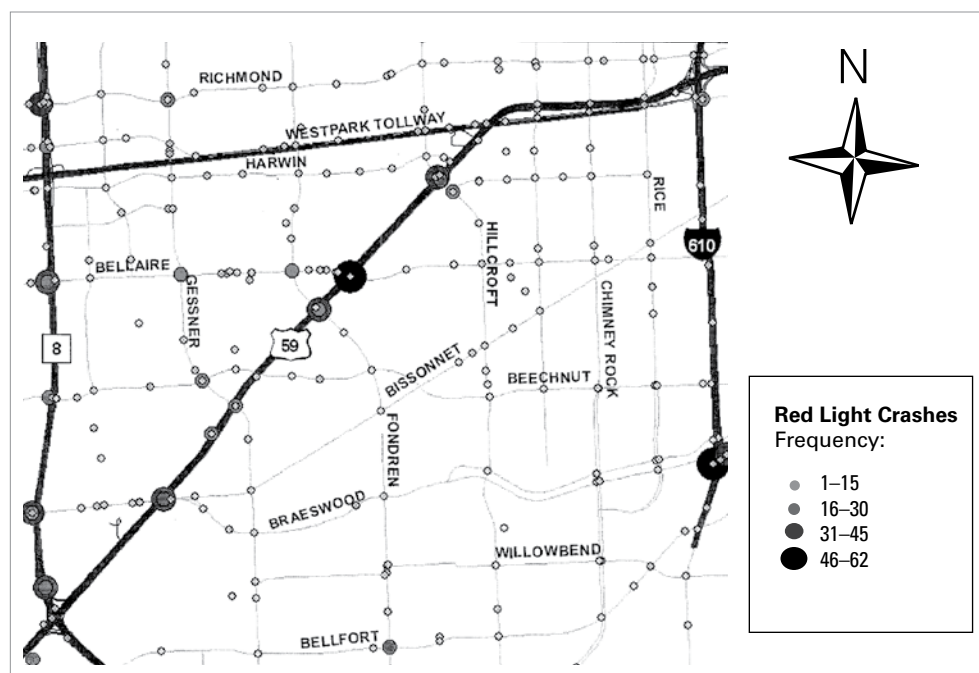 RICHMOND
N
WESTPARK TOLLWAY
HARWIN
RICE
BELLAIRE
HILLCROFT
610
GESSNER
CHIMNEY ROCK
59
8
BISSONNET
BEECHNUT
FONDREN
BRAESWOOD
WILLOWBEND
BELLFORT
Red Light Crashes
Frequency:
1–15
16–30
31–45
46–62